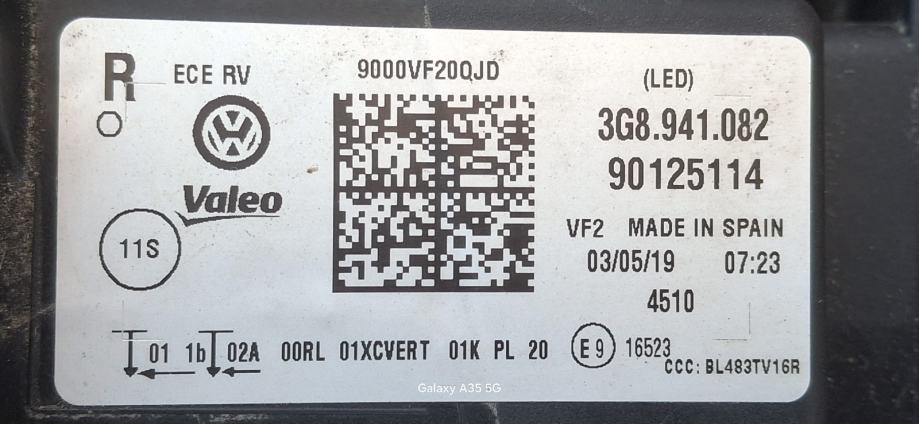 R ECE RV 9000VF20QJD (LED)
3G8.941.082
90125114
Valeo
VF2 MADE IN SPAIN
11S 03/05/19 07:23
4510
01 1b 02A 00RL 01XCVERT 01K PL 20 E9 16523
CCC: BL483TV16R
Galaxy A35 5G